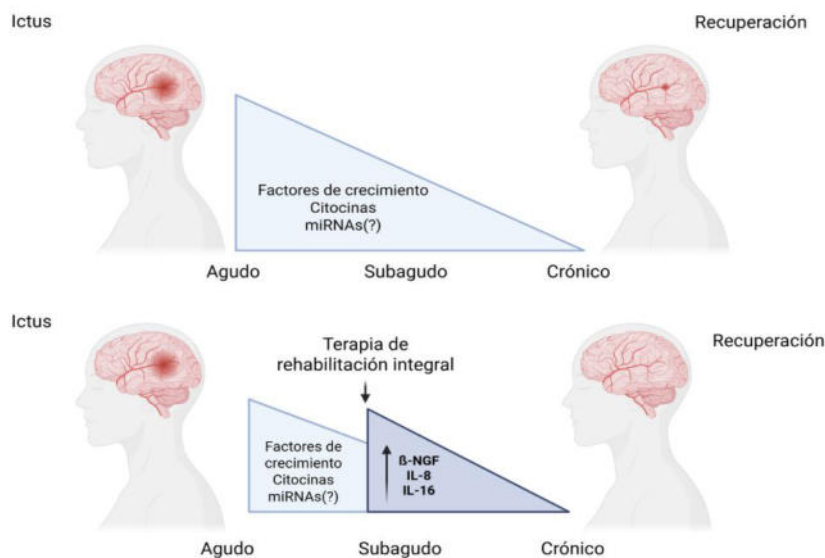 Ictus
Recuperación
Factores de crecimiento
Citocinas
miRNAs(?)
Agudo
Subagudo
Crónico
Ictus
Recuperación
Terapia de
rehabilitación integral
Factores de
crecimiento
Citocinas
miRNAs(?)
ß-NGF
IL-8
IL-16
Agudo
Subagudo
Crónico